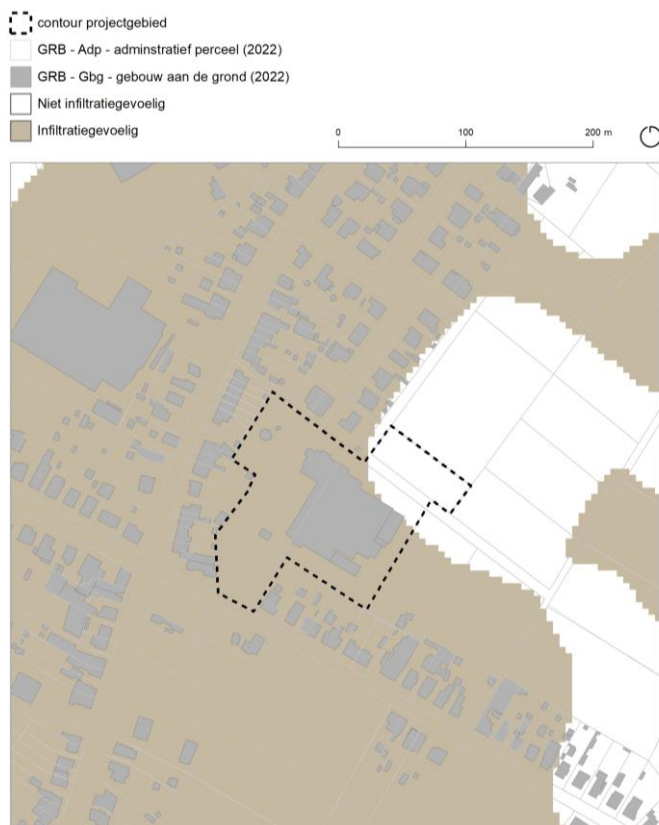 contour projectgebied
GRB - Adp - adminstratief perceel (2022)
GRB - Gbg - gebouw aan de grond (2022)
Niet infiltratiegevoelig
Infiltratiegevoelig
0 100 200 m